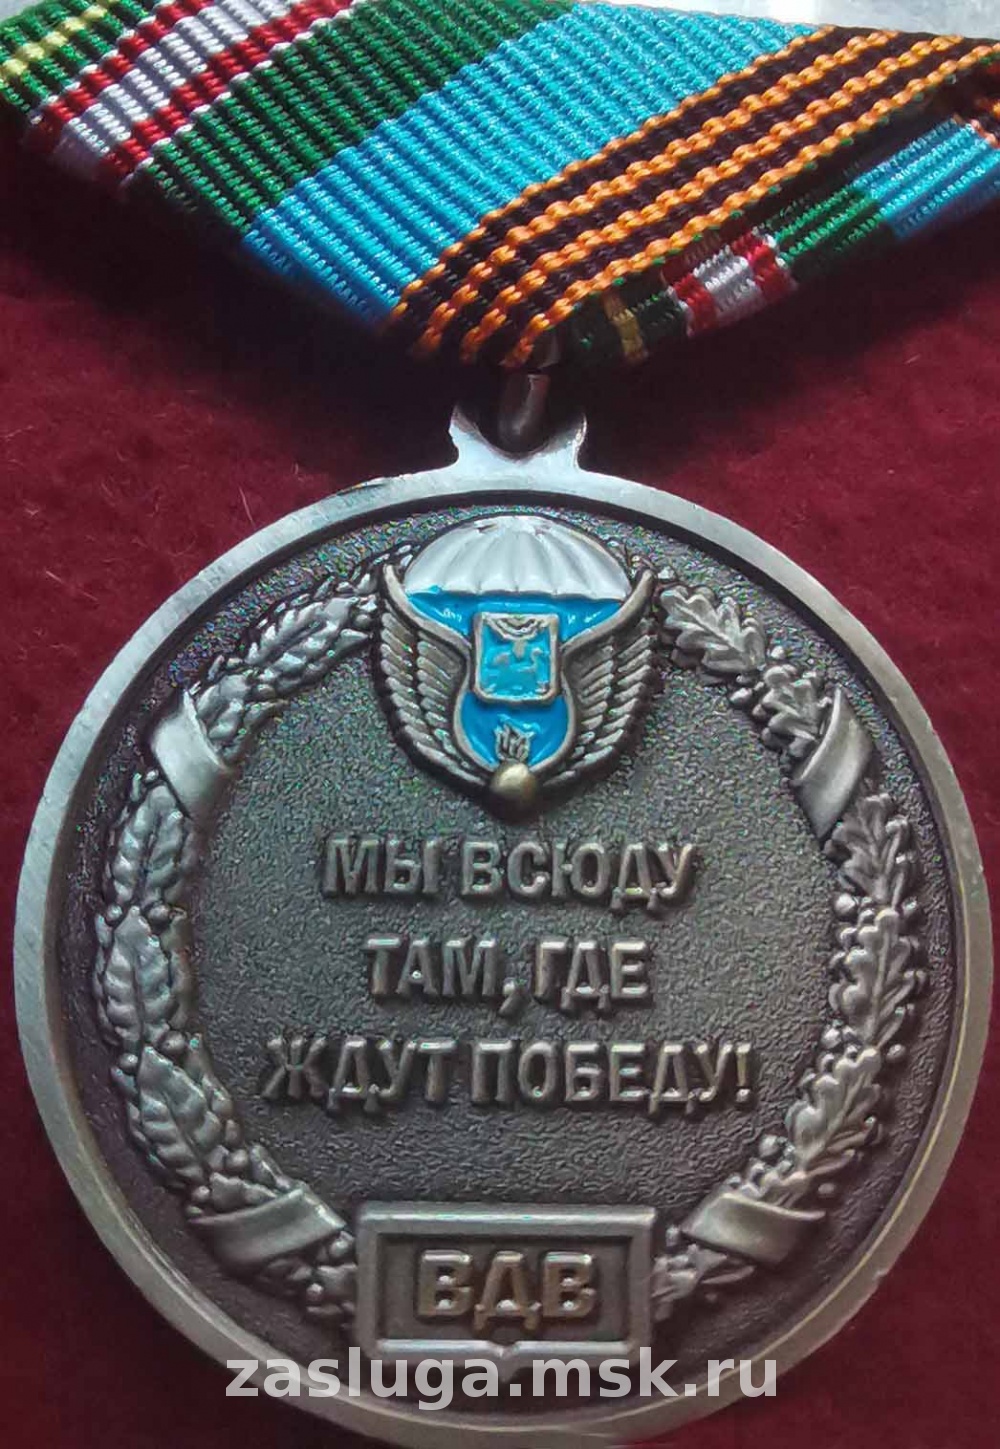 МЫ ВСЮДУ
ТАМ, ГДЕ
ЖДУТ ПОБЕДУ!
ВДВ
zasluga.msk.ru